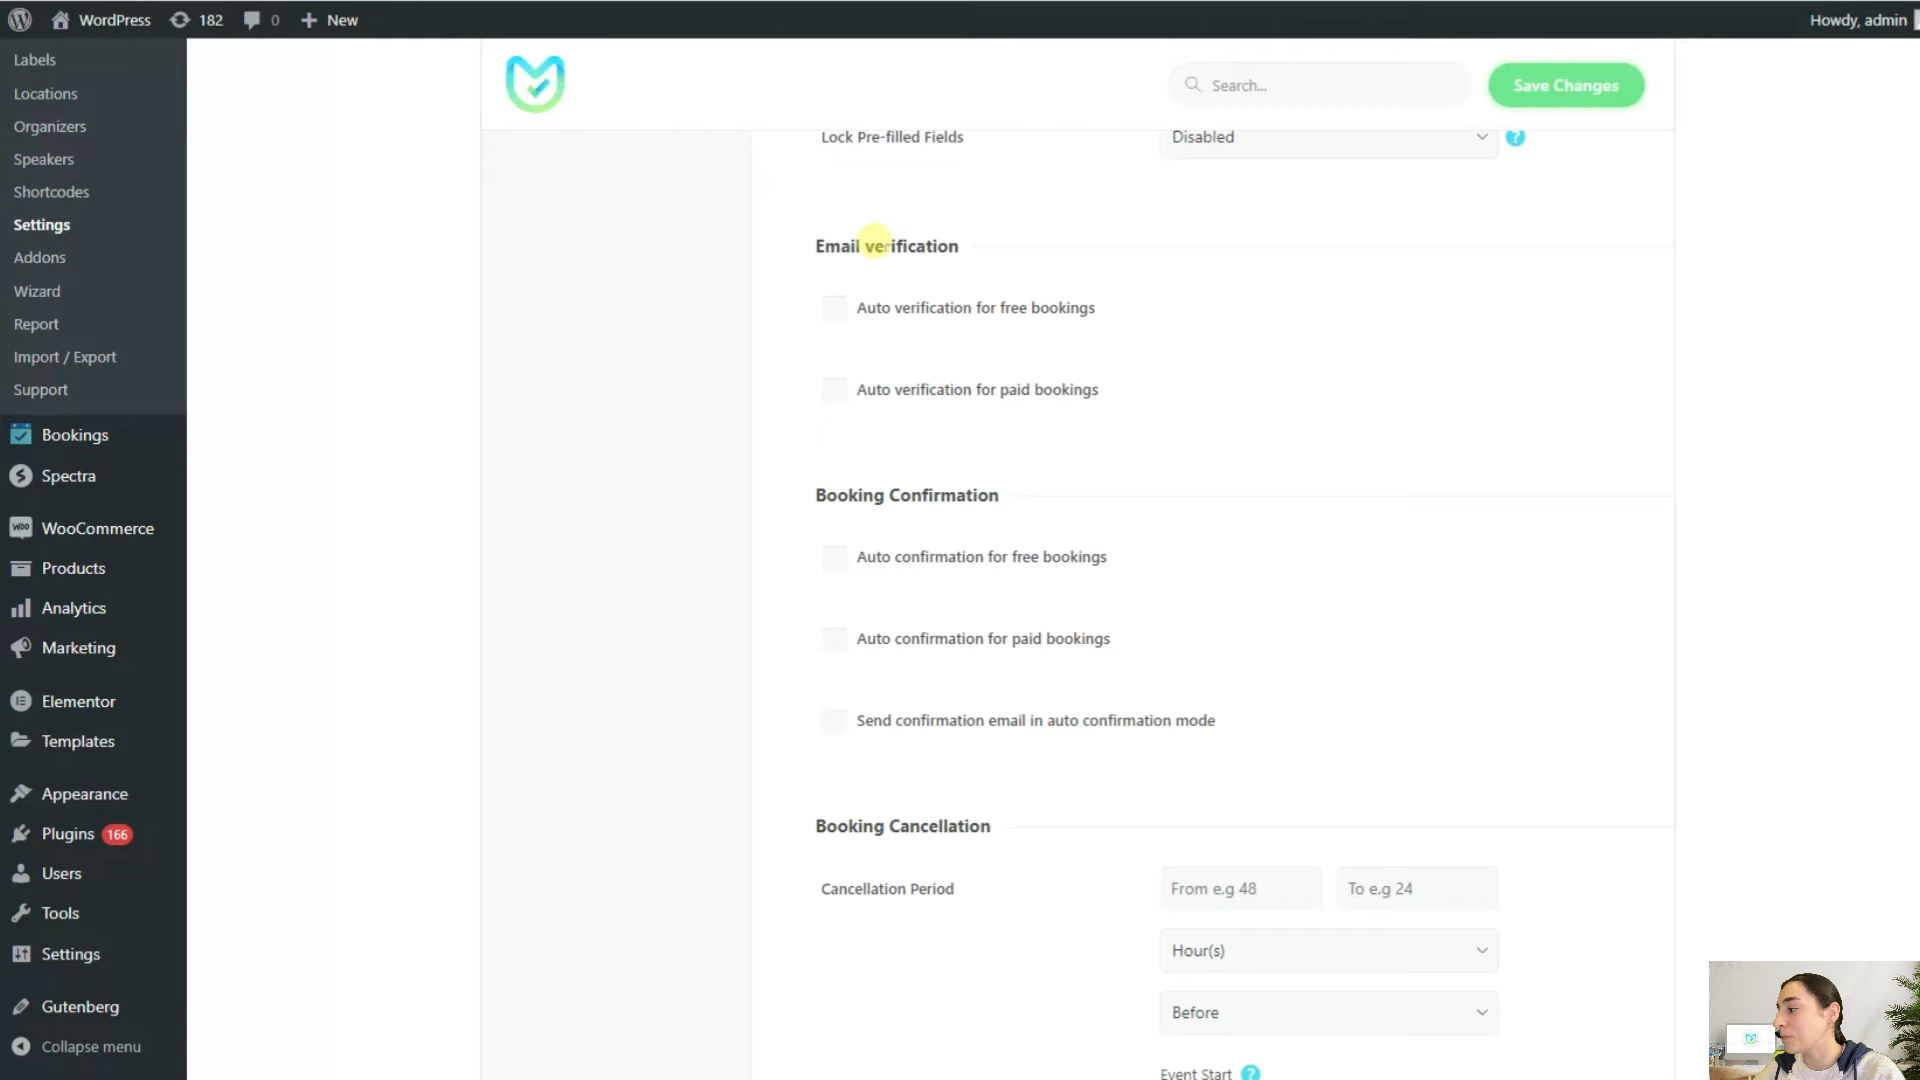 WordPress 182 0 New Howdy, admin
Labels
Locations
Organizers
Speakers
Shortcodes
Settings
Addons
Wizard
Report
Import / Export
Support
Bookings
Spectra
WooCommerce
Products
Analytics
Marketing
Elementor
Templates
Appearance
Plugins 166
Users
Tools
Settings
Gutenberg
Collapse menu
Search...
Save Changes
Lock Pre-filled Fields Disabled ?
Email verification
Auto verification for free bookings
Auto verification for paid bookings
Booking Confirmation
Auto confirmation for free bookings
Auto confirmation for paid bookings
Send confirmation email in auto confirmation mode
Booking Cancellation
Cancellation Period From e.g 48 To e.g 24
Hour(s)
Before
Event Start ?